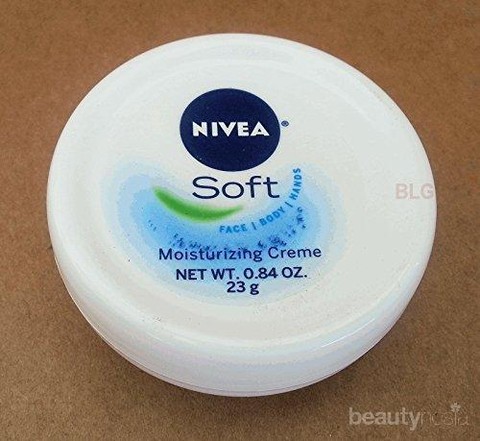 NIVEA®
Soft
FACE | BODY | HANDS
Moisturizing Creme
NET WT. 0.84 OZ.
23 g
BLG
beautynesia